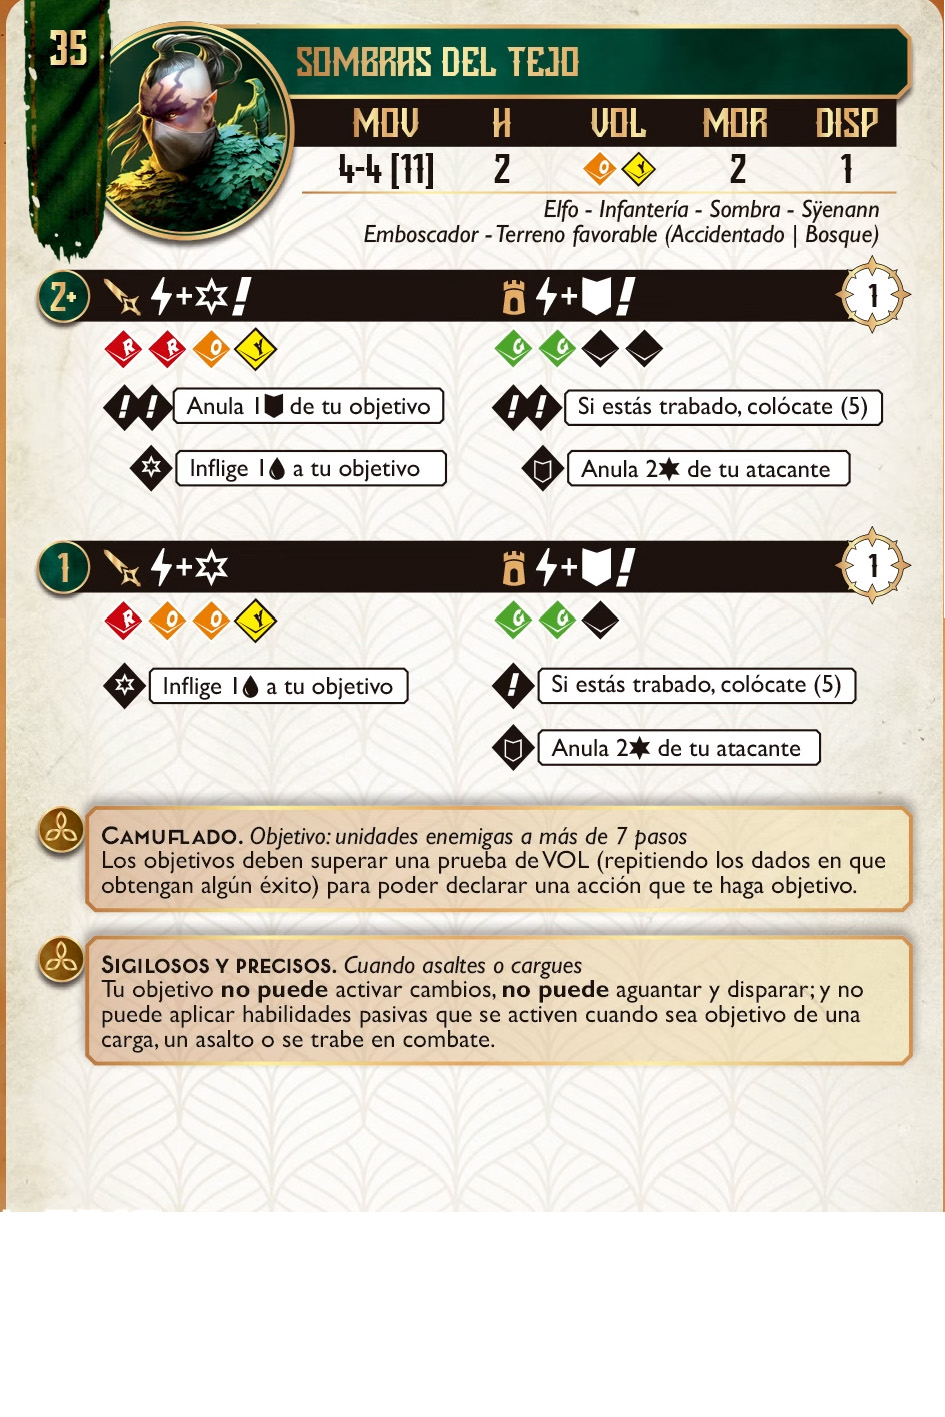 35
SOMBRAS DEL TEJO
MOV H VOL MOR DISP
4-4 [11] 2 O Y 2 1
Elfo - Infantería - Sombra - Sÿenann
Emboscador - Terreno favorable (Accidentado | Bosque)
2+ + ! + ! 1
R R O Y G G
! ! Anula 1 de tu objetivo ! ! Si estás trabado, colócate (5)
Inflige 1 a tu objetivo Anula 2 de tu atacante
1 + + ! 1
R O O Y G G
Inflige 1 a tu objetivo ! Si estás trabado, colócate (5)
Anula 2 de tu atacante
CAMUFLADO. Objetivo: unidades enemigas a más de 7 pasos
Los objetivos deben superar una prueba de VOL (repitiendo los dados en que
obtengan algún éxito) para poder declarar una acción que te haga objetivo.
SIGILOSOS Y PRECISOS. Cuando asaltes o cargues
Tu objetivo no puede activar cambios, no puede aguantar y disparar; y no
puede aplicar habilidades pasivas que se activen cuando sea objetivo de una
carga, un asalto o se trabe en combate.